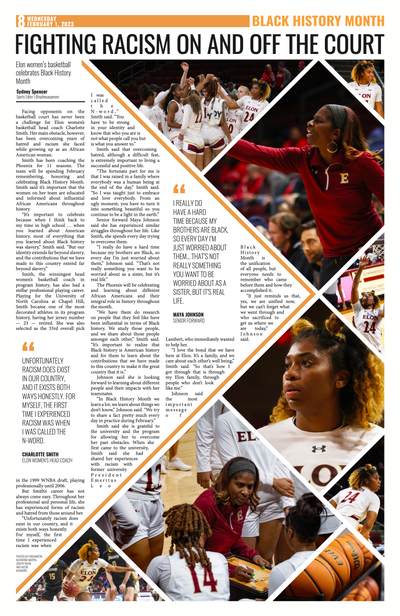 8 WEDNESDAY
FEBRUARY 1, 2023
BLACK HISTORY MONTH
FIGHTING RACISM ON AND OFF THE COURT
Elon women's basketball
celebrates Black History
Month
Sydney Spencer
Facing opponents on the
basketball court has never been
a challenge for Elon women's
basketball head coach Charlotte
Smith. Her main obstacle, however,
has been overcoming years of
hatred and racism she faced
while growing up as an African
American woman.
Smith has been coaching the
Phoenix for 11 seasons. The
team will be spending February
remembering, honoring and
celebrating Black History Month.
Smith said it's important that the
women on her team are educated
and informed about influential
African Americans throughout
history.
"It's important to celebrate
because when I think back to
my time in high school … when
you learned about American
history, most of everything that
you learned about Black history
was slavery," Smith said. "But our
identity extends far beyond slavery,
and the contributions that we have
made to this country extend far
beyond slavery."
Smith, the winningest head
women's basketball coach in
program history, has also had a
stellar professional playing career.
Playing for the University of
North Carolina at Chapel Hill,
Smith became one of the most
decorated athletes in its program
history, having her jersey number
— 23 — retired. She was also
selected as the 33rd overall pick
"
UNFORTUNATELY
RACISM DOES EXIST
IN OUR COUNTRY,
AND IT EXISTS BOTH
WAYS HONESTLY. FOR
MYSELF, THE FIRST
TIME I EXPERIENCED
RACISM WAS WHEN
I WAS CALLED THE
N-WORD.
CHARLOTTE SMITH
ELON WOMEN'S HEAD COACH
in the 1999 WNBA draft, playing
professionally until 2006.
But Smith's career has not
always come easy. Throughout her
professional and personal life, she
has experienced forms of racism
and hatred from those around her.
"Unfortunately racism does
exist in our country, and it
exists both ways honestly.
For myself, the first
time I experienced
racism was when
I was
called
the
N-word,"
Smith said. "You
have to be strong
in your identity and
know that who you are is
not what people call you but
is what you answer to."
Smith said that overcoming
hatred, although a difficult feat,
is extremely important to living a
successful and positive life.
"The fortunate part for me is
that I was raised in a family where
everybody was a human being at
the end of the day," Smith said.
"So I was taught just to embrace
and love everybody. From an
ugly moment, you have to turn it
into something beautiful so you
continue to be a light in the earth."
Senior forward Maya Johnson
said she has experienced similar
struggles throughout her life. Like
Smith, she spends every day trying
to overcome them.
"I really do have a hard time
because my brothers are Black, so
every day I'm just worried about
them," Johnson said. "That's not
really something you want to be
worried about as a sister, but it's
real life."
The Phoenix will be celebrating
and learning about different
African Americans and their
integral role in history throughout
the month.
"We have them do research
on people that they feel like have
been influential in terms of Black
history. We study those people,
and we share about those people
amongst each other," Smith said.
"It's important to realize that
Black history is American history
and for them to learn about the
contributions that we have made
to this country to make it the great
country that it is."
Johnson said she is looking
forward to learning about different
people and their impacts with her
teammates.
"In Black History Month we
learn a lot, we learn about things we
don't know," Johnson said. "We try
to share a fact pretty much every
day in practice during February."
Smith said she is grateful to
the university and the program
for allowing her to overcome
her past obstacles. When she
first came to the university,
Smith said she had
shared her experiences
with racism with
former university
President
Emeritus
Leo
"
I REALLY DO
HAVE A HARD
TIME BECAUSE MY
BROTHERS ARE BLACK,
SO EVERY DAY I'M
JUST WORRIED ABOUT
THEM... THAT'S NOT
REALLY SOMETHING
YOU WANT TO BE
WORRIED ABOUT AS A
SISTER, BUT IT'S REAL
LIFE.
MAYA JOHNSON
SENIOR FORWARD
Lambert, who immediately wanted
to help her.
"I love the bond that we have
here at Elon. It's a family, and we
care about each other's well being,"
Smith said. "So that's how I
got through that is through
my Elon family, through
people who don't look
like me."
Johnson said
the most
important
message
of
Black
History
Month is
the unification
of all people, but
everyone needs to
remember who came
before them and how they
accomplished it.
"It just reminds us that,
yes, we are unified now,
but we can't forget what
we went through and
who sacrificed to
get us where we
are today,"
Johnson
said.
ELON
E
14
14
24
15